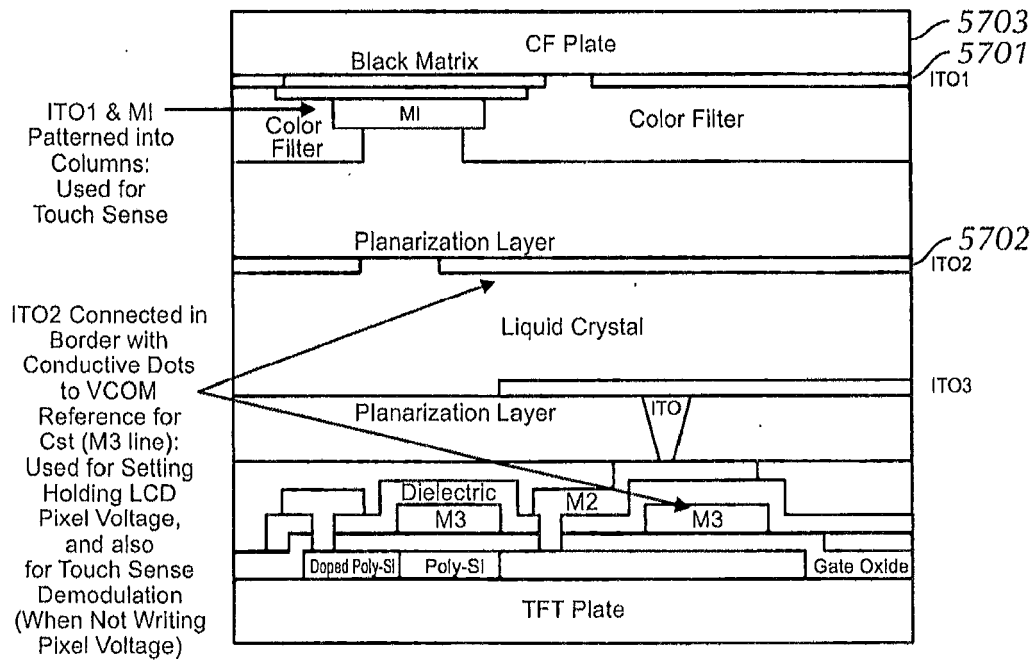 CF Plate
5703
Black Matrix
5701
ITO1
ITO1 & MI
Patterned into
Columns:
Used for
Touch Sense
MI
Color
Filter
Color Filter
Planarization Layer
5702
ITO2
ITO2 Connected in
Border with
Conductive Dots
to VCOM
Reference for
Cst (M3 line):
Used for Setting
Holding LCD
Pixel Voltage,
and also
for Touch Sense
Demodulation
(When Not Writing
Pixel Voltage)
Liquid Crystal
ITO3
Planarization Layer
ITO
Dielectric
M2
M3
M3
Doped Poly-Si
Poly-Si
Gate Oxide
TFT Plate